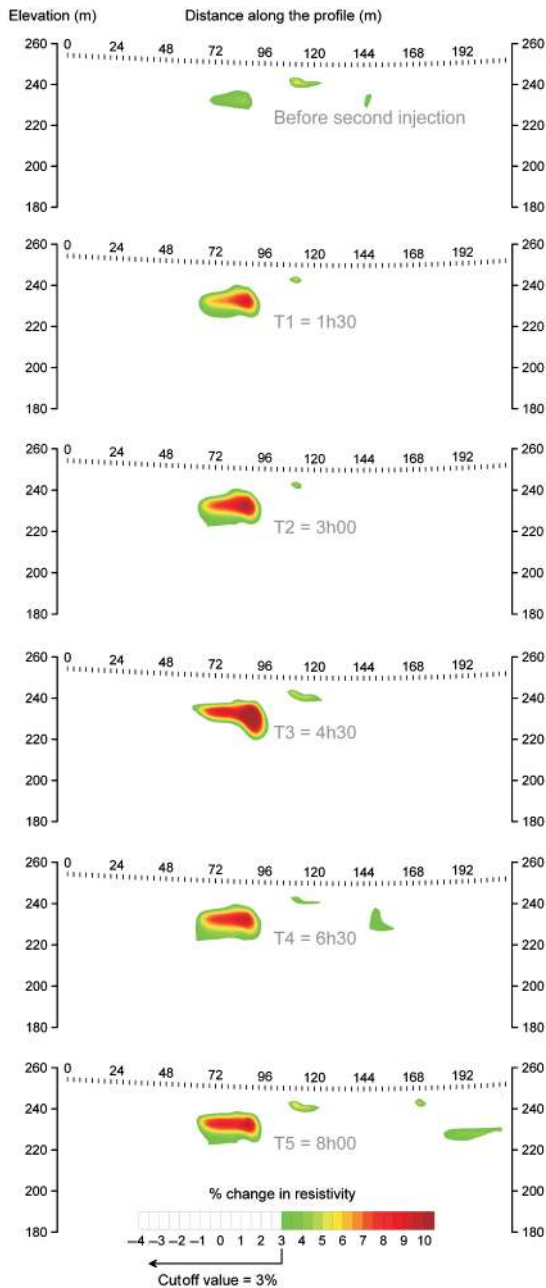 Elevation (m) Distance along the profile (m)
260 0 24 48 72 96 120 144 168 192 260
240 240
220 Before second injection 220
200 200
180 180
260 0 24 48 72 96 120 144 168 192 260
240 240
220 T1 = 1h30 220
200 200
180 180
260 0 24 48 72 96 120 144 168 192 260
240 240
220 T2 = 3h00 220
200 200
180 180
260 0 24 48 72 96 120 144 168 192 260
240 240
220 T3 = 4h30 220
200 200
180 180
260 0 24 48 72 96 120 144 168 192 260
240 240
220 T4 = 6h30 220
200 200
180 180
260 0 24 48 72 96 120 144 168 192 260
240 240
220 T5 = 8h00 220
200 200
% change in resistivity
180 180
–4 –3 –2 –1 0 1 2 3 4 5 6 7 8 9 10
Cutoff value = 3%